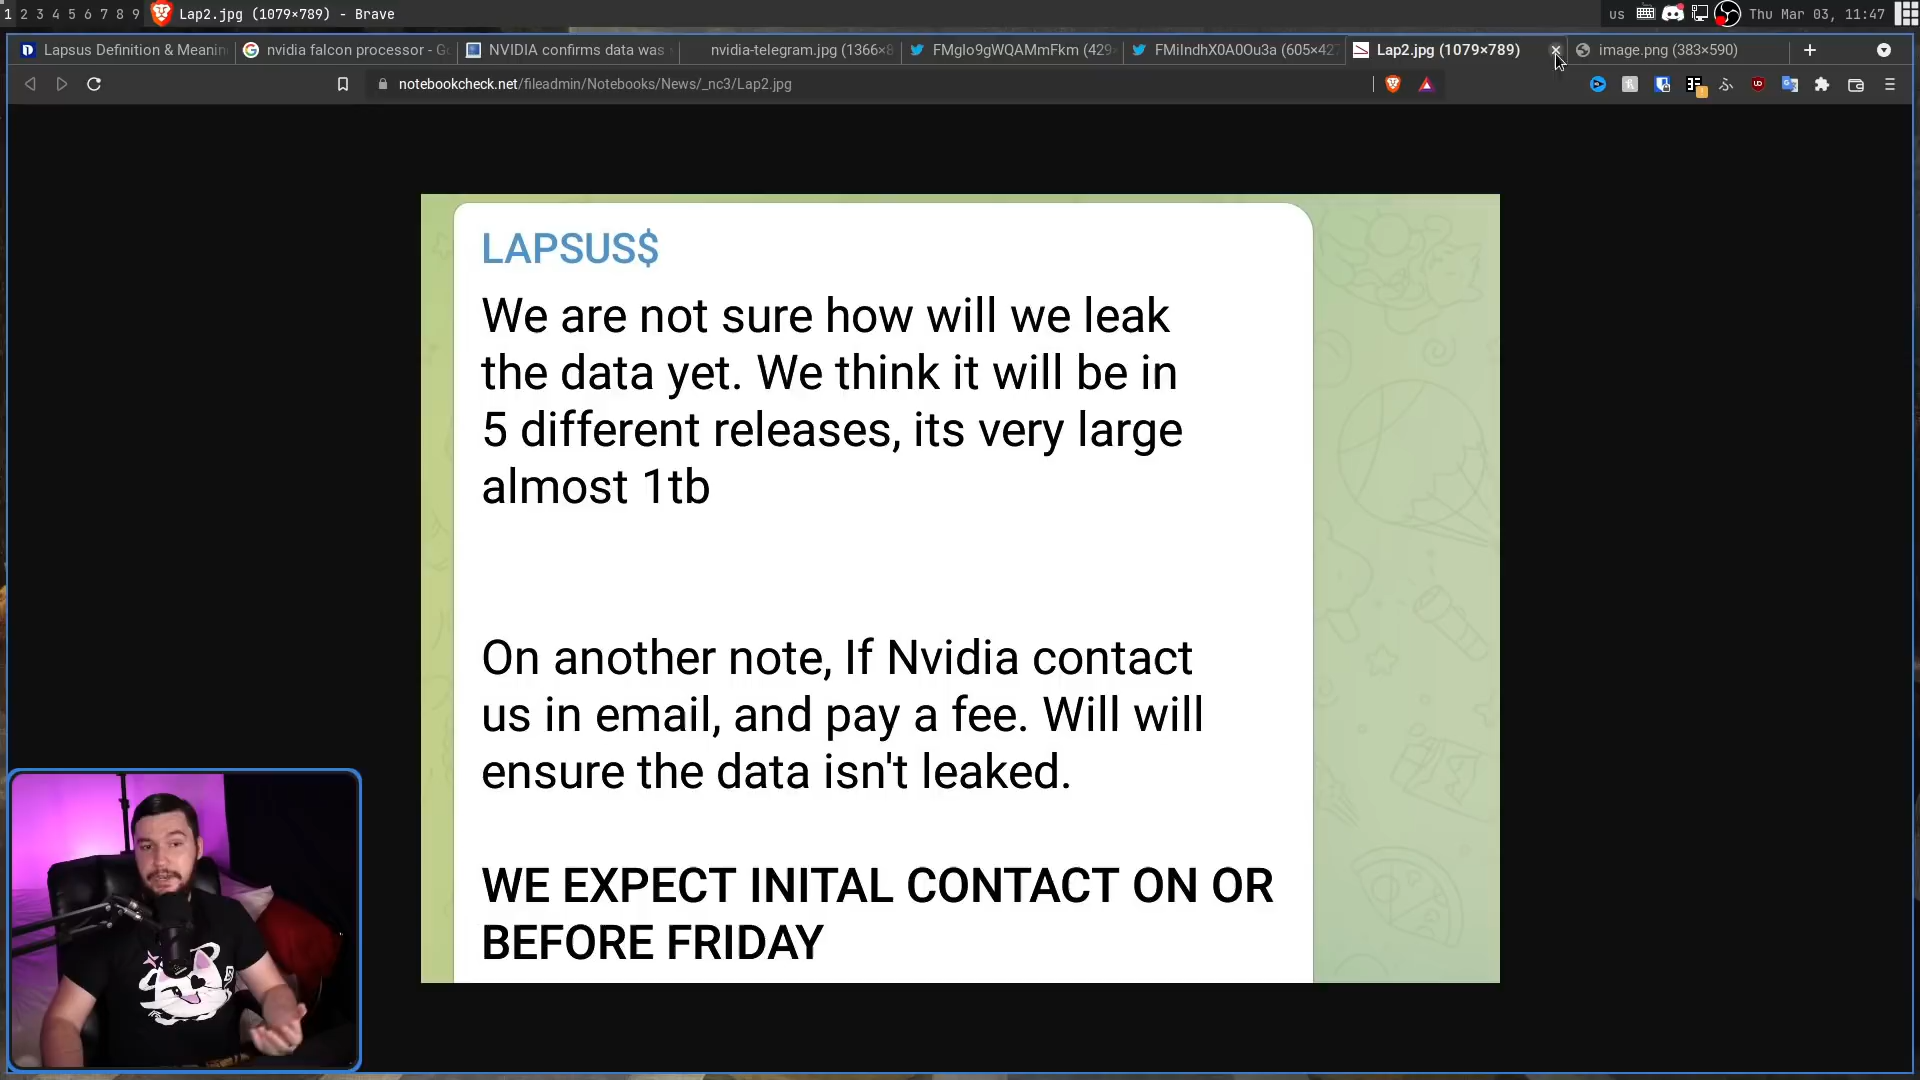 1 2 3 4 5 6 7 8 9 Lap2.jpg (1079×789) - Brave
us Thu Mar 03, 11:47
Lapsus Definition & Meanin
nvidia falcon processor - Go
NVIDIA confirms data was
nvidia-telegram.jpg (1366×8
FMglo9gWQAMmFkm (429
FMiIndhX0A0Ou3a (605×427
Lap2.jpg (1079×789)
image.png (383×590)
notebookcheck.net/fileadmin/Notebooks/News/_nc3/Lap2.jpg
LAPSUS$
We are not sure how will we leak
the data yet. We think it will be in
5 different releases, its very large
almost 1tb
On another note, If Nvidia contact
us in email, and pay a fee. Will will
ensure the data isn't leaked.
WE EXPECT INITAL CONTACT ON OR
BEFORE FRIDAY